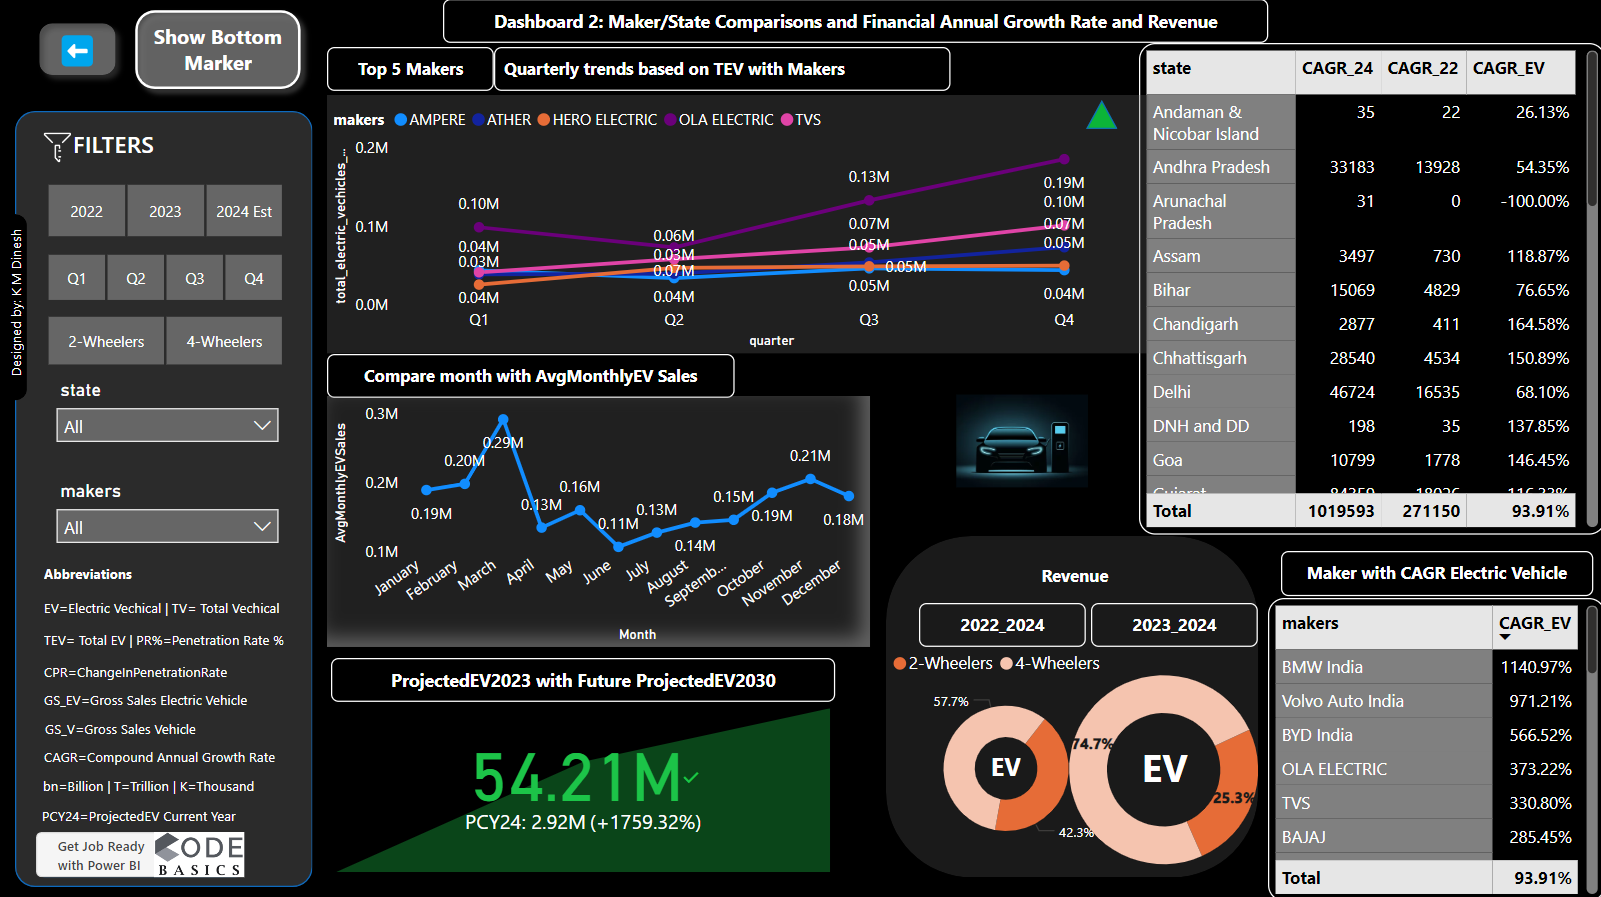 Dashboard 2: Maker/State Comparisons and Financial Annual Growth Rate and Revenue
Show Bottom
Marker
FILTERS
2022
2023
2024 Est
Q1
Q2
Q3
Q4
2-Wheelers
4-Wheelers
state
All
makers
All
Abbreviations
EV=Electric Vechical | TV= Total Vechical
TEV= Total EV | PR%=Penetration Rate %
CPR=ChangeInPenetrationRate
GS_EV=Gross Sales Electric Vehicle
GS_V=Gross Sales Vehicle
CAGR=Compound Annual Growth Rate
bn=Billion | T=Trillion | K=Thousand
PCY24=ProjectedEV Current Year
Get Job Ready
with Power BI
CODE
BASICS
Designed by: K M Dinesh
Top 5 Makers
Quarterly trends based on TEV with Makers
makers AMPERE ATHER HERO ELECTRIC OLA ELECTRIC TVS
total_electric_vechicles_...
0.2M
0.1M
0.0M
0.10M
0.04M
0.03M
0.04M
0.06M
0.03M
0.07M
0.04M
0.13M
0.07M
0.05M
0.05M
0.05M
0.19M
0.10M
0.07M
0.05M
0.04M
Q1
Q2
Q3
Q4
quarter
Compare month with AvgMonthlyEV Sales
AvgMonthlyEVSales
0.3M
0.2M
0.1M
0.19M
0.20M
0.29M
0.13M
0.16M
0.11M
0.13M
0.14M
0.15M
0.19M
0.21M
0.18M
January
February
March
April
May
June
July
August
Septemb...
October
November
December
Month
ProjectedEV2023 with Future ProjectedEV2030
54.21M
PCY24: 2.92M (+1759.32%)
state CAGR_24 CAGR_22 CAGR_EV
Andaman &
Nicobar Island 35 22 26.13%
Andhra Pradesh 33183 13928 54.35%
Arunachal
Pradesh 31 0 -100.00%
Assam 3497 730 118.87%
Bihar 15069 4829 76.65%
Chandigarh 2877 411 164.58%
Chhattisgarh 28540 4534 150.89%
Delhi 46724 16535 68.10%
DNH and DD 198 35 137.85%
Goa 10799 1778 146.45%
Gujarat 84359 18026 116.33%
Total 1019593 271150 93.91%
Revenue
2022_2024
2023_2024
2-Wheelers 4-Wheelers
57.7%
EV
42.3%
74.7%
EV
25.3%
Maker with CAGR Electric Vehicle
makers CAGR_EV
BMW India 1140.97%
Volvo Auto India 971.21%
BYD India 566.52%
OLA ELECTRIC 373.22%
TVS 330.80%
BAJAJ 285.45%
Total 93.91%